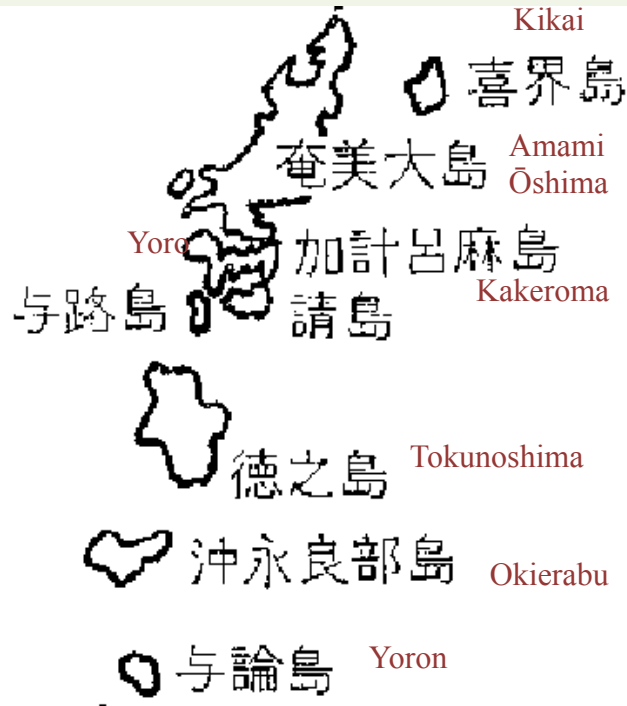 Kikai
喜界島
奄美大島
Amami
Ōshima
Yoro
加計呂麻島
Kakeroma
与路島
請島
徳之島
Tokunoshima
沖永良部島
Okierabu
与論島
Yoron